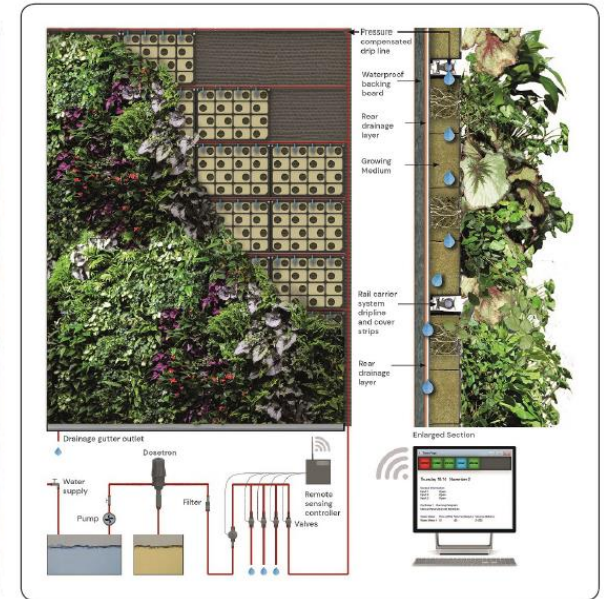 Pressure
compensated
drip line
Waterproof
backing
board
Rear
drainage
layer
Growing
Medium
Rail carrier
system
dripline
and cover
strips
Rear
drainage
layer
Enlarged Section
Drainage gutter outlet
Dosetron
Water
supply
Filter
Pump
Remote
sensing
controller
Valves